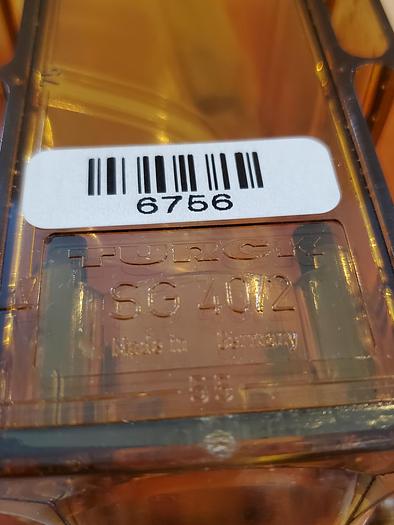 6756
TURCK
SG 40/2
Made in Germany